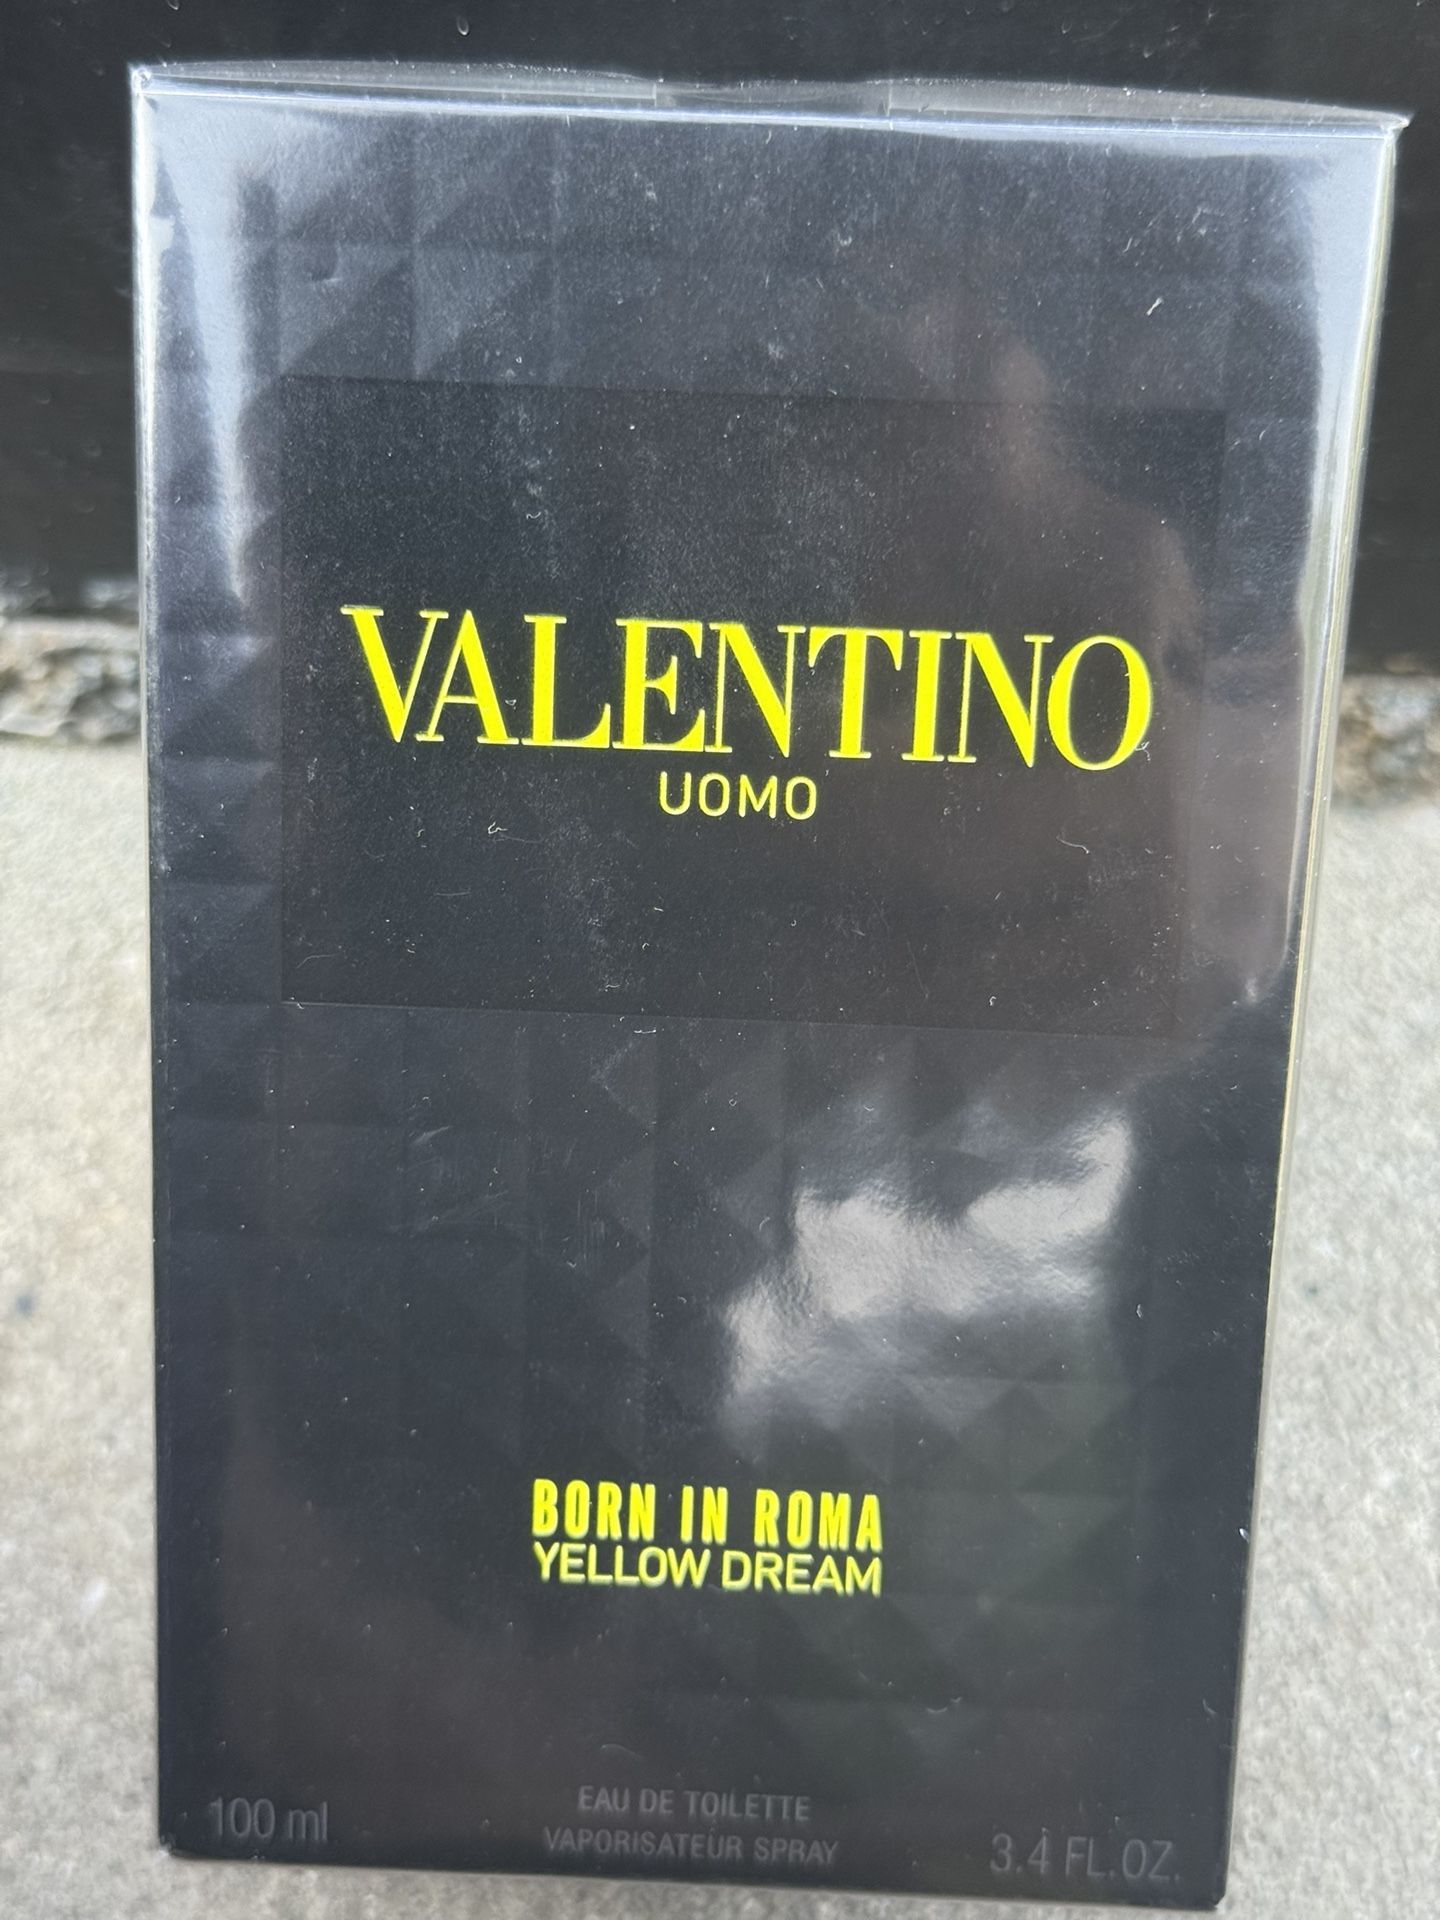 VALENTINO
UOMO
BORN IN ROMA
YELLOW DREAM
EAU DE TOILETTE
100 ml VAPORISATEUR SPRAY 3.4 FL.OZ.